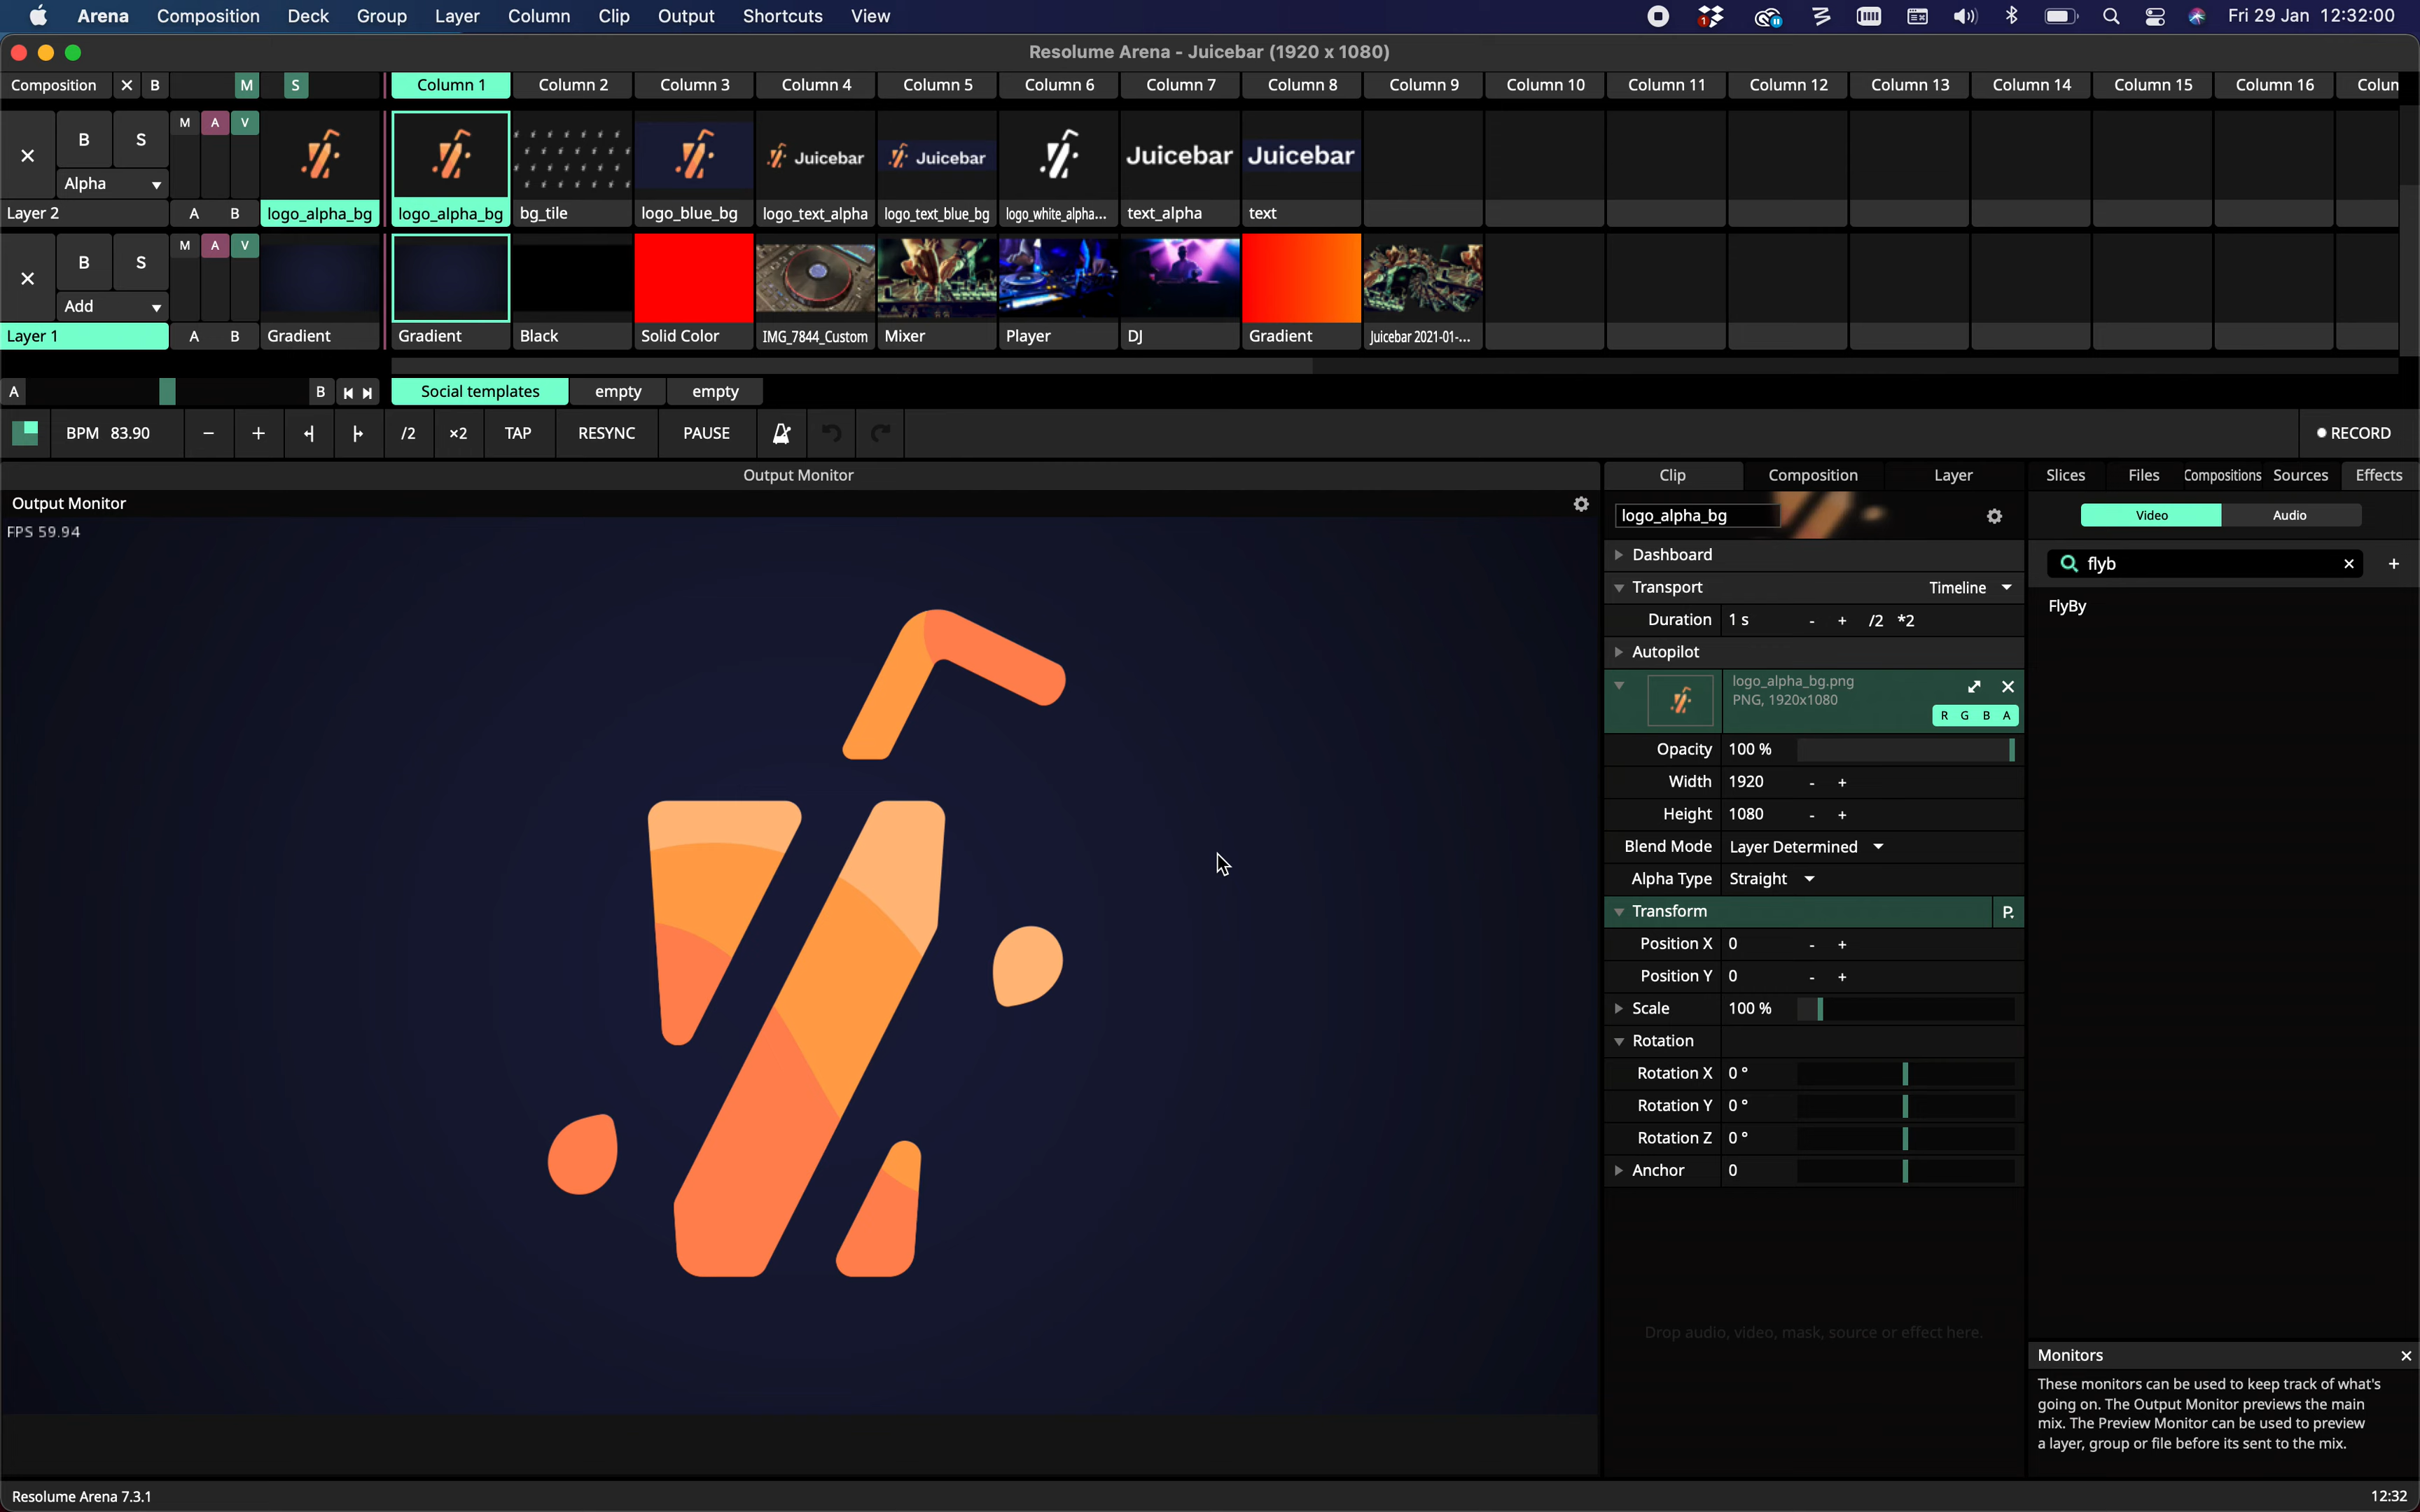 Arena Composition Deck Group Layer Column Clip Output Shortcuts View Fri 29 Jan 12:32:00
Resolume Arena - Juicebar (1920 x 1080)
Composition B M S Column 1 Column 2 Column 3 Column 4 Column 5 Column 6 Column 7 Column 8 Column 9 Column 10 Column 11 Column 12 Column 13 Column 14 Column 15 Column 16 Colun
B S M A V
Juicebar Juicebar Juicebar Juicebar
Alpha
Layer 2 A B logo_alpha_bg logo_alpha_bg bg_tile logo_blue_bg logo_text_alpha logo_text_blue_bg logo_white_alpha... text_alpha text
B S M A V
Add
Layer 1 A B Gradient Gradient Black Solid Color IMG_7844_Custom Mixer Player DJ Gradient Juicebar 2021-01-...
A B Social templates empty empty
BPM 83.90 − + /2 ×2 TAP RESYNC PAUSE RECORD
Output Monitor
Output Monitor
FPS 59.94
Clip Composition Layer
logo_alpha_bg
Dashboard
Transport Timeline
Duration 1 s - + /2 *2
Autopilot
logo_alpha_bg.png
PNG, 1920x1080
R G B A
Opacity 100 %
Width 1920 - +
Height 1080 - +
Blend Mode Layer Determined
Alpha Type Straight
Transform P.
Position X 0 - +
Position Y 0 - +
Scale 100 %
Rotation
Rotation X 0 °
Rotation Y 0 °
Rotation Z 0 °
Anchor 0
Drop audio, video, mask, source or effect here.
Slices Files Compositions Sources Effects
Video Audio
flyb +
FlyBy
Monitors
These monitors can be used to keep track of what's
going on. The Output Monitor previews the main
mix. The Preview Monitor can be used to preview
a layer, group or file before its sent to the mix.
Resolume Arena 7.3.1 12:32